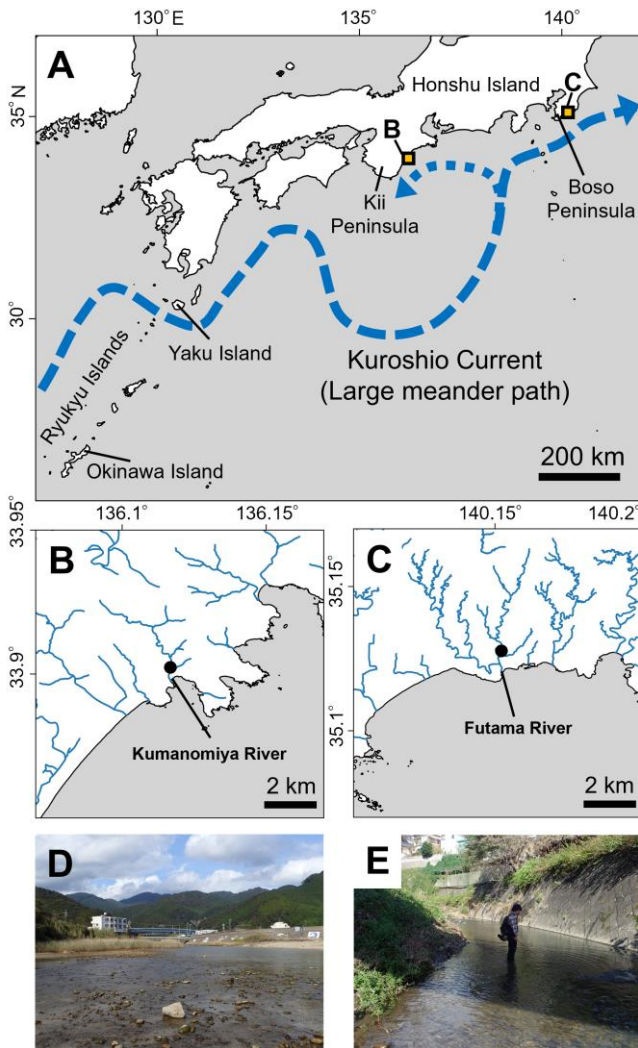 130°E
135°
140°
A
35°N
30°
Honshu Island
C
B
Kii
Peninsula
Boso
Peninsula
Yaku Island
Ryukyu Islands
Kuroshio Current
(Large meander path)
Okinawa Island
200 km
136.1°
136.15°
33.95°
33.9°
B
Kumanomiya River
2 km
140.15°
140.2°
35.15°
35.1°
C
Futama River
2 km
D
E